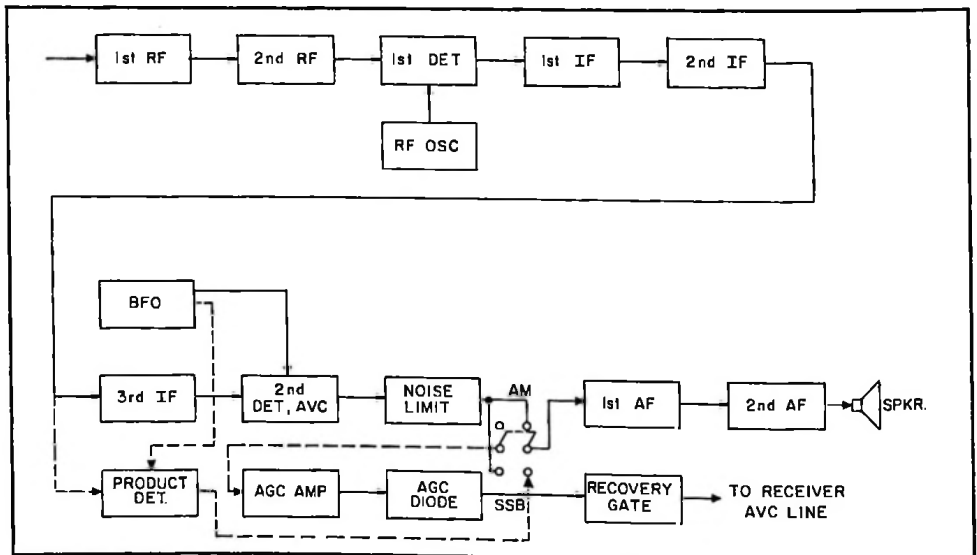 1st RF
2nd RF
1st DET
1st IF
2nd IF
RF OSC
BFO
3rd IF
2nd
DET, AVC
NOISE
LIMIT
AM
1st AF
2nd AF
SPKR.
PRODUCT
DET.
AGC AMP
AGC
DIODE
SSB
RECOVERY
GATE
TO RECEIVER
AVC LINE